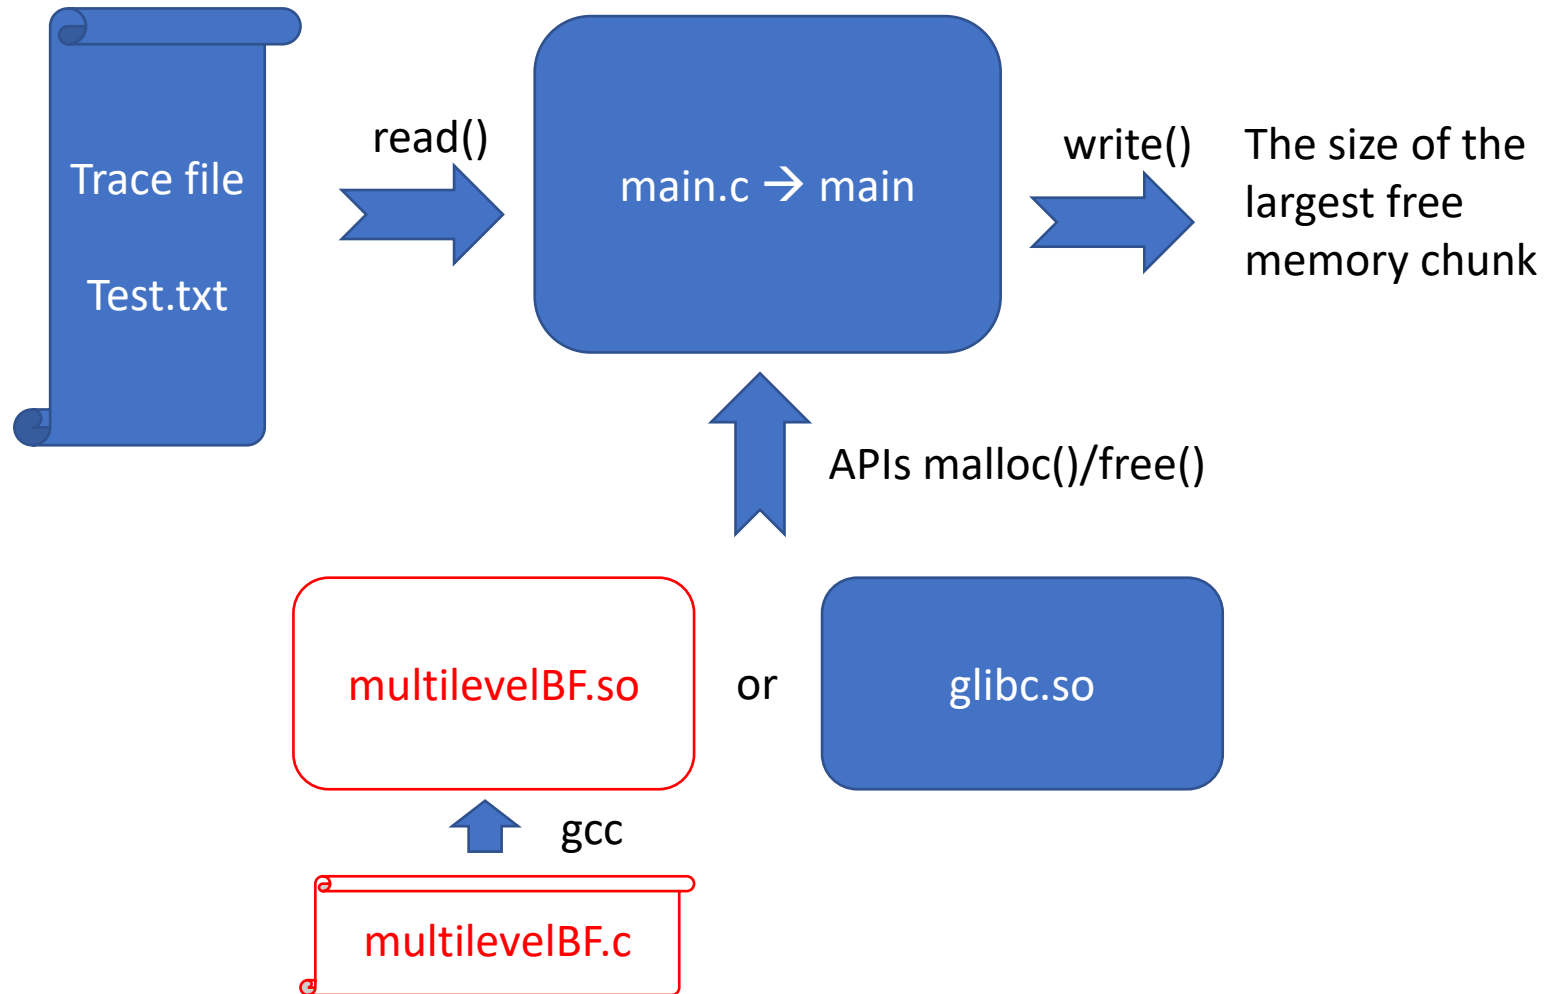 Trace file
Test.txt
read()
main.c → main
write()
The size of the
largest free
memory chunk
APIs malloc()/free()
multilevelBF.so
or
glibc.so
gcc
multilevelBF.c